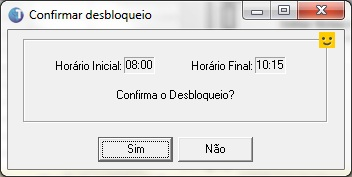 Confirmar desbloqueio
Horário Inicial: 08:00 Horário Final: 10:15
Confirma o Desbloqueio?
Sim Não